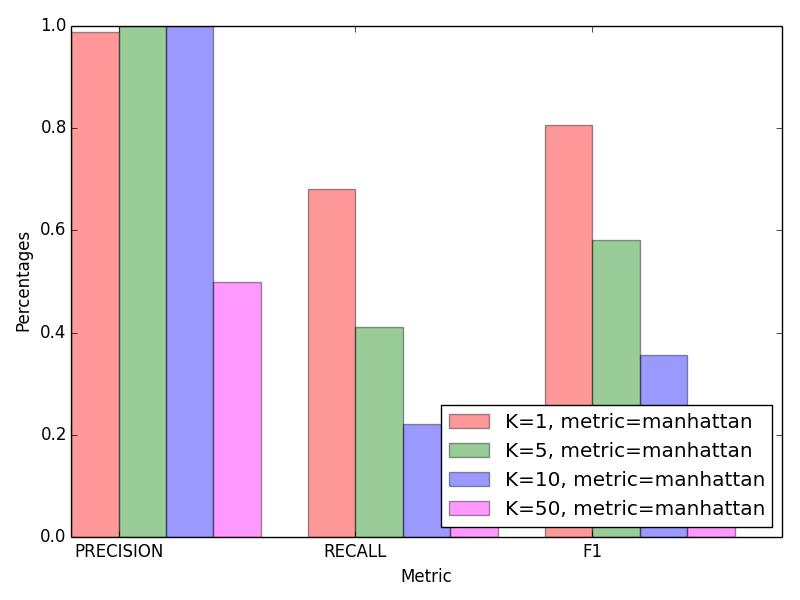 1.0
0.8
0.6
0.4
0.2
0.0
Percentages
K=1, metric=manhattan
K=5, metric=manhattan
K=10, metric=manhattan
K=50, metric=manhattan
PRECISION RECALL F1
Metric